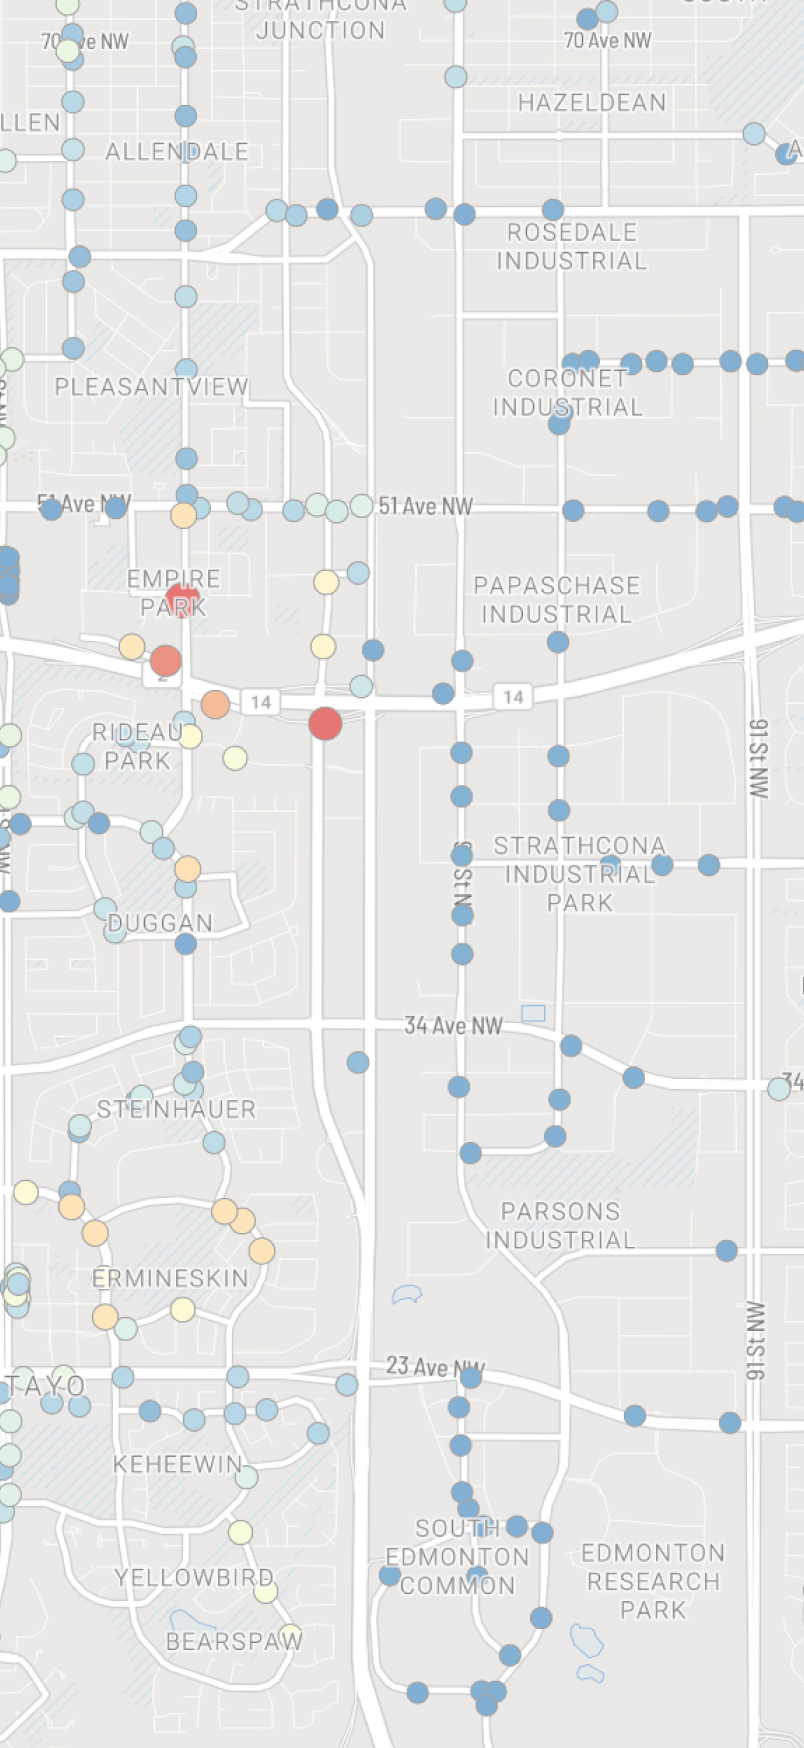 STRATHCONA
JUNCTION
70 Ave NW
70 Ave NW
HAZELDEAN
LLEN
ALLENDALE
ROSEDALE
INDUSTRIAL
PLEASANTVIEW
CORONET
INDUSTRIAL
51 Ave NW
51 Ave NW
EMPIRE
PARK
PAPASCHASE
INDUSTRIAL
2
14
14
RIDEAU
PARK
91 St NW
STRATHCONA
INDUSTRIAL
PARK
DUGGAN
34 Ave NW
34
STEINHAUER
PARSONS
INDUSTRIAL
ERMINESKIN
91 St NW
23 Ave NW
TAYO
KEHEEWIN
SOUTH
EDMONTON
COMMON
EDMONTON
RESEARCH
PARK
YELLOWBIRD
BEARSPAW